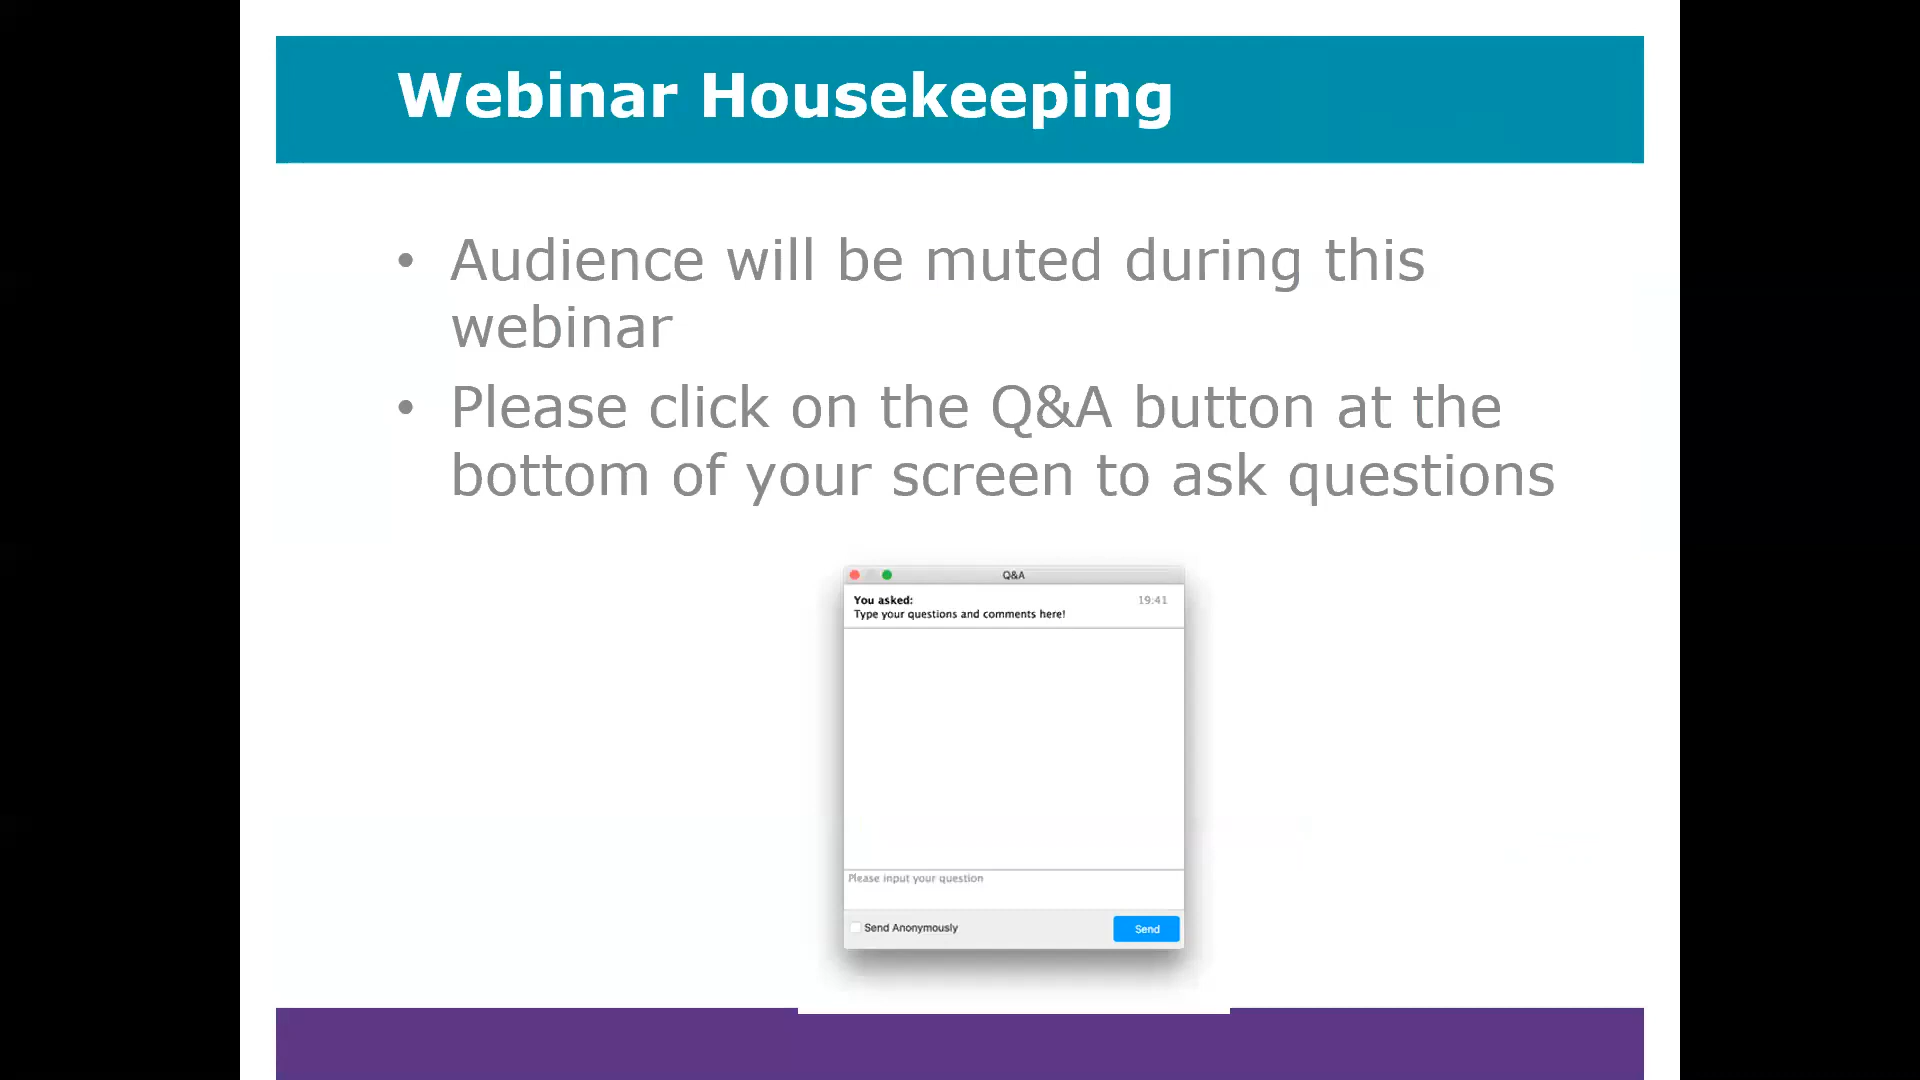 Webinar Housekeeping
• Audience will be muted during this
webinar
• Please click on the Q&A button at the
bottom of your screen to ask questions
Q&A
You asked: 19:41
Type your questions and comments here!
Please input your question
Send Anonymously Send